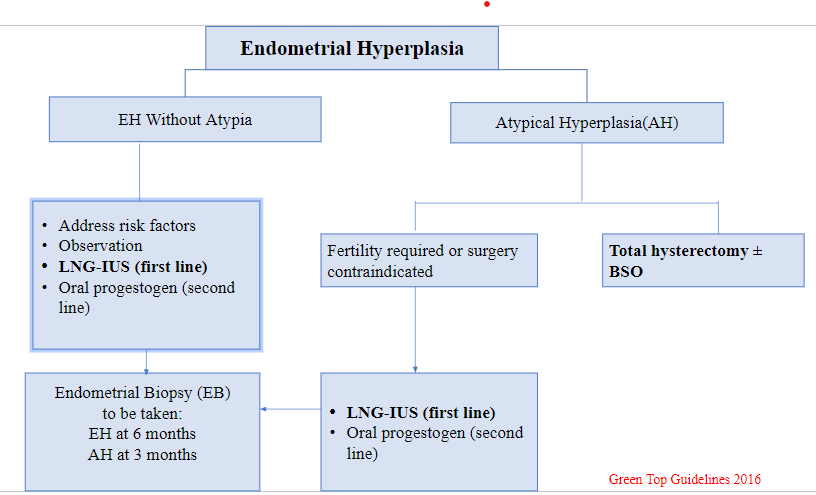 Endometrial Hyperplasia
EH Without Atypia
Atypical Hyperplasia(AH)
• Address risk factors
• Observation
• LNG-IUS (first line)
• Oral progestogen (second
line)
Fertility required or surgery
contraindicated
Total hysterectomy ±
BSO
Endometrial Biopsy (EB)
to be taken:
EH at 6 months
AH at 3 months
• LNG-IUS (first line)
• Oral progestogen (second
line)
Green Top Guidelines 2016